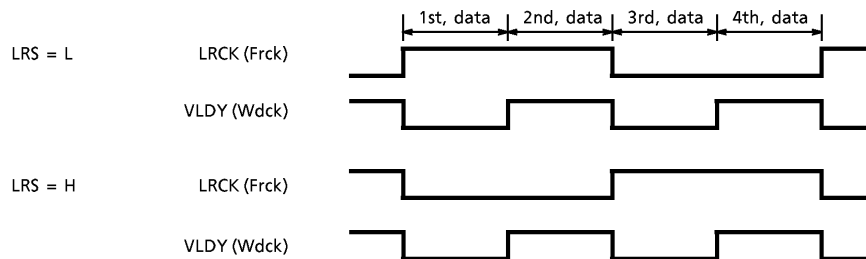 1st, data 2nd, data 3rd, data 4th, data
LRS = L LRCK (Frck)
VLDY (Wdck)
LRS = H LRCK (Frck)
VLDY (Wdck)